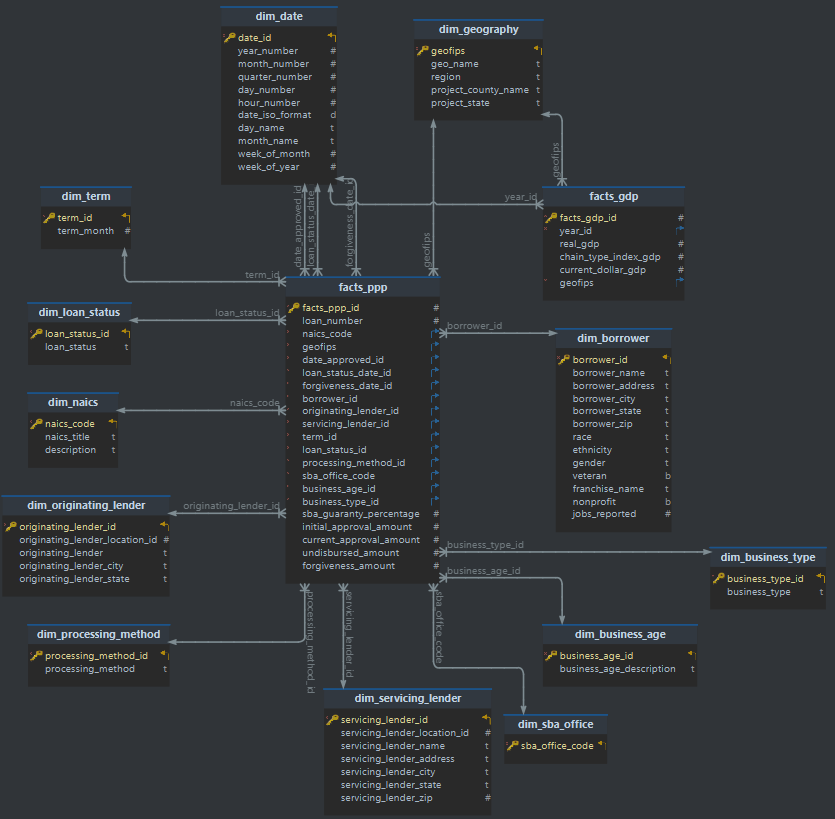 dim_date
date_id
year_number #
month_number #
quarter_number #
day_number #
hour_number #
date_iso_format d
day_name t
month_name t
week_of_month #
week_of_year #
dim_geography
geofips
geo_name t
region t
project_county_name t
project_state t
geofips
year_id
facts_gdp
facts_gdp_id #
year_id
real_gdp #
chain_type_index_gdp #
current_dollar_gdp #
geofips
dim_term
term_id
term_month #
term_id
date_approved_id
loan_status_date
forgiveness_date_id
geofips
facts_ppp
facts_ppp_id #
loan_number #
naics_code
geofips
date_approved_id
loan_status_date_id
forgiveness_date_id
borrower_id
originating_lender_id
servicing_lender_id
term_id
loan_status_id
processing_method_id
sba_office_code
business_age_id
business_type_id
sba_guaranty_percentage #
initial_approval_amount #
current_approval_amount #
undisbursed_amount #
forgiveness_amount #
dim_loan_status
loan_status_id
loan_status t
loan_status_id
dim_naics
naics_code
naics_title t
description t
naics_code
dim_originating_lender
originating_lender_id
originating_lender_location_id #
originating_lender t
originating_lender_city t
originating_lender_state t
originating_lender_id
dim_processing_method
processing_method_id
processing_method t
processing_method_id
servicing_lender_id
sba_office_code
borrower_id
dim_borrower
borrower_id
borrower_name t
borrower_address t
borrower_city t
borrower_state t
borrower_zip t
race t
ethnicity t
gender t
veteran b
franchise_name t
nonprofit b
jobs_reported #
business_type_id
dim_business_type
business_type_id
business_type t
business_age_id
dim_business_age
business_age_id
business_age_description t
dim_servicing_lender
servicing_lender_id
servicing_lender_location_id #
servicing_lender_name t
servicing_lender_address t
servicing_lender_city t
servicing_lender_state t
servicing_lender_zip #
dim_sba_office
sba_office_code